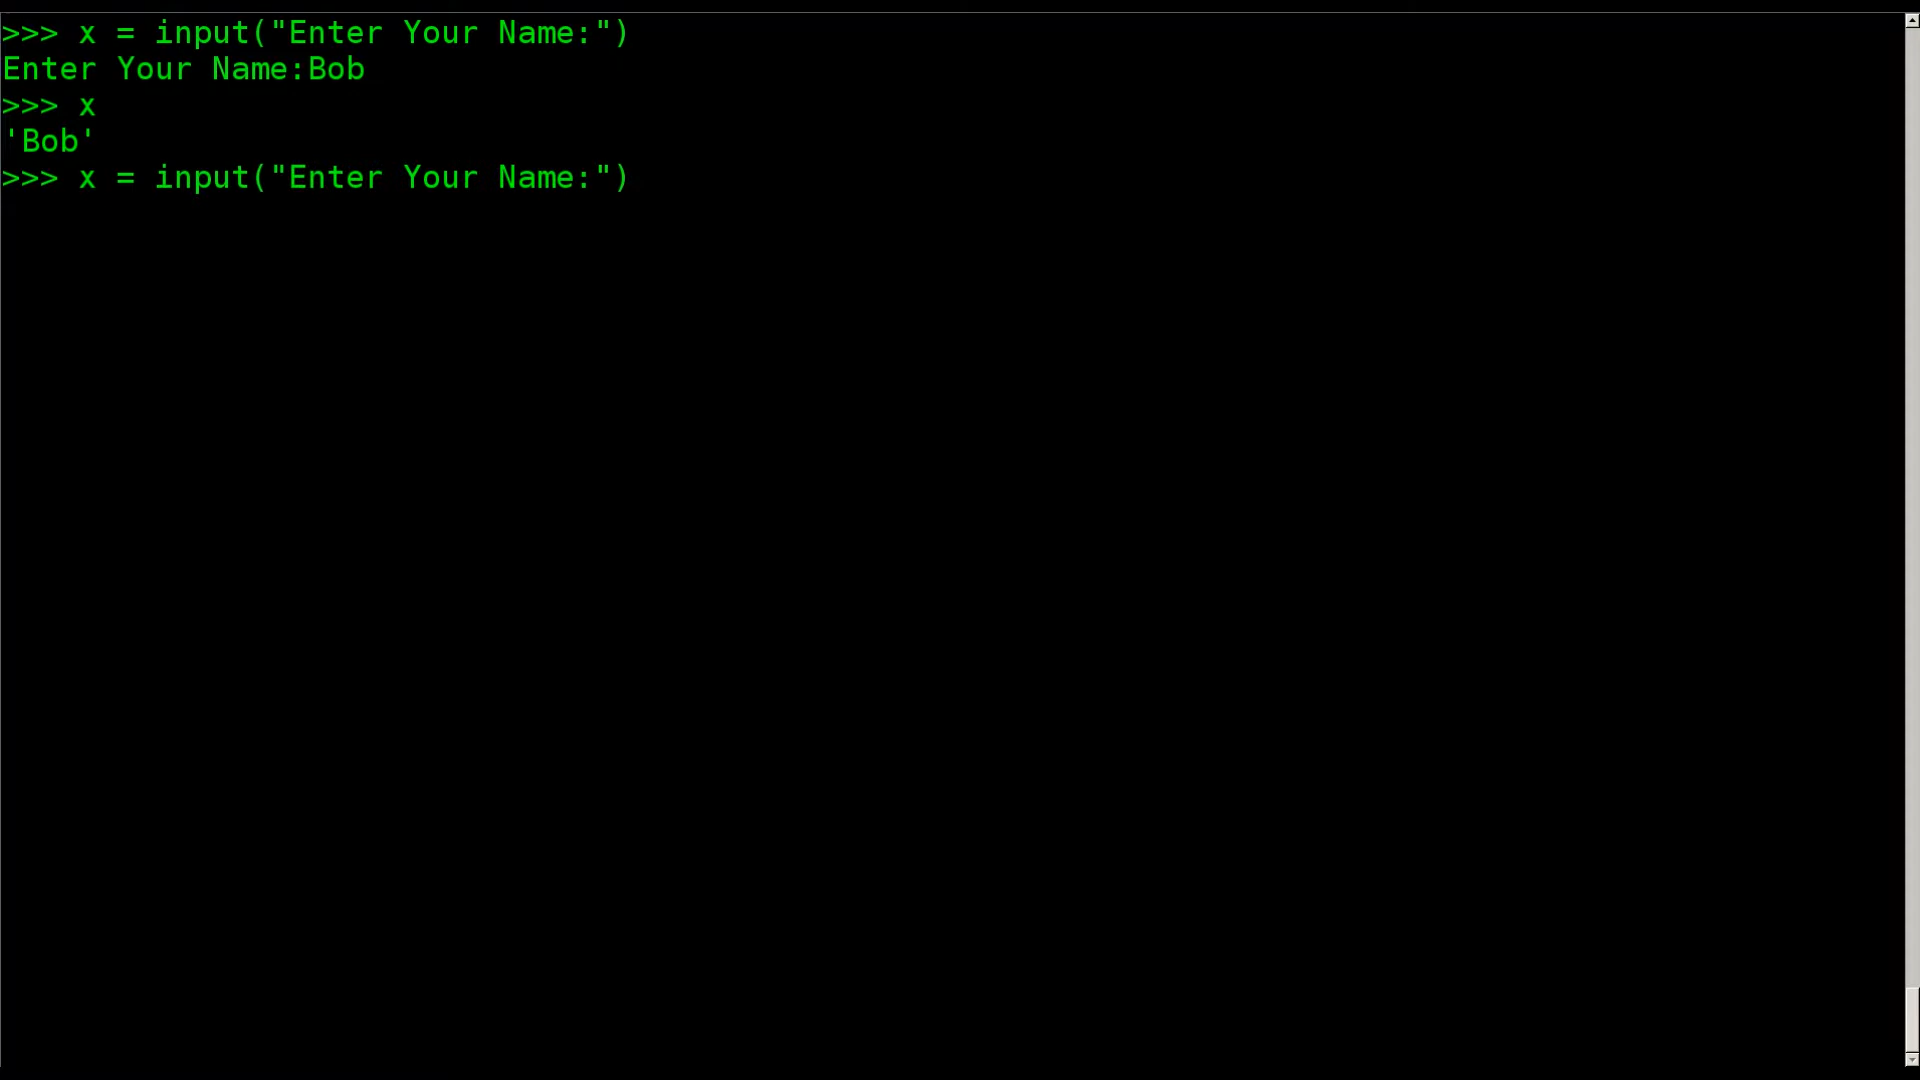 >>> x = input("Enter Your Name:")
Enter Your Name:Bob
>>> x
'Bob'
>>> x = input("Enter Your Name:")